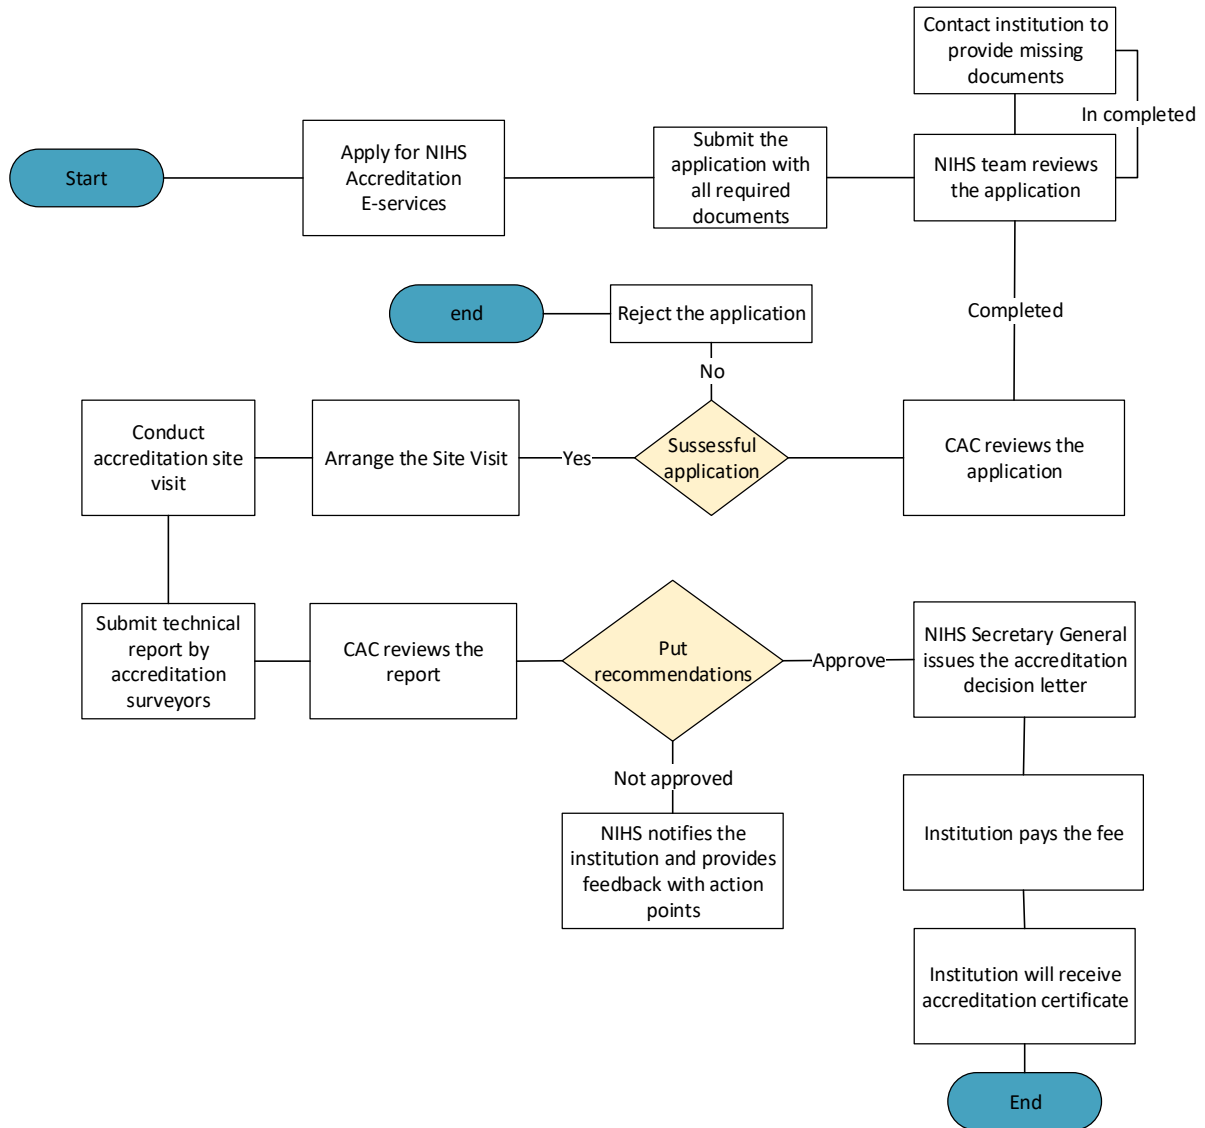 Contact institution to
provide missing
documents
In completed
Start
Apply for NIHS
Accreditation
E-services
Submit the
application with
all required
documents
NIHS team reviews
the application
Completed
end
Reject the application
No
Conduct
accreditation site
visit
Arrange the Site Visit
Yes
Sussessful
application
CAC reviews the
application
Submit technical
report by
accreditation
surveyors
CAC reviews the
report
Put
recommendations
Approve
NIHS Secretary General
issues the accreditation
decision letter
Not approved
NIHS notifies the
institution and provides
feedback with action
points
Institution pays the fee
Institution will receive
accreditation certificate
End